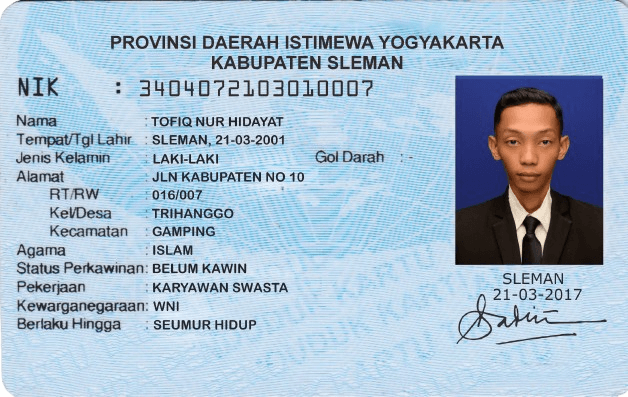 PROVINSI DAERAH ISTIMEWA YOGYAKARTA
KABUPATEN SLEMAN
NIK : 3404072103010007
Nama : TOFIQ NUR HIDAYAT
Tempat/Tgl Lahir : SLEMAN, 21-03-2001
Jenis Kelamin : LAKI-LAKI Gol Darah : -
Alamat : JLN KABUPATEN NO 10
RT/RW : 016/007
Kel/Desa : TRIHANGGO
Kecamatan : GAMPING
Agama : ISLAM
Status Perkawinan: BELUM KAWIN
Pekerjaan : KARYAWAN SWASTA
Kewarganegaraan: WNI
Berlaku Hingga : SEUMUR HIDUP
SLEMAN
21-03-2017